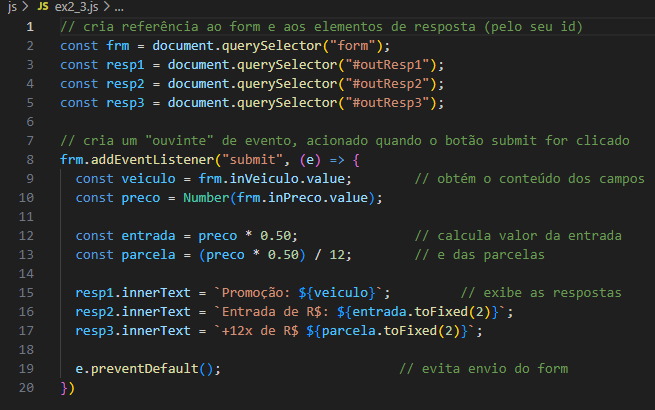 js > JS ex2_3.js > ...
1 // cria referência ao form e aos elementos de resposta (pelo seu id)
2 const frm = document.querySelector("form");
3 const resp1 = document.querySelector("#outResp1");
4 const resp2 = document.querySelector("#outResp2");
5 const resp3 = document.querySelector("#outResp3");
6
7 // cria um "ouvinte" de evento, acionado quando o botão submit for clicado
8 frm.addEventListener("submit", (e) => {
9 const veiculo = frm.inVeiculo.value; // obtém o conteúdo dos campos
10 const preco = Number(frm.inPreco.value);
11
12 const entrada = preco * 0.50; // calcula valor da entrada
13 const parcela = (preco * 0.50) / 12; // e das parcelas
14
15 resp1.innerText = `Promoção: ${veiculo}`; // exibe as respostas
16 resp2.innerText = `Entrada de R$: ${entrada.toFixed(2)}`;
17 resp3.innerText = `+12x de R$ ${parcela.toFixed(2)}`;
18
19 e.preventDefault(); // evita envio do form
20 })